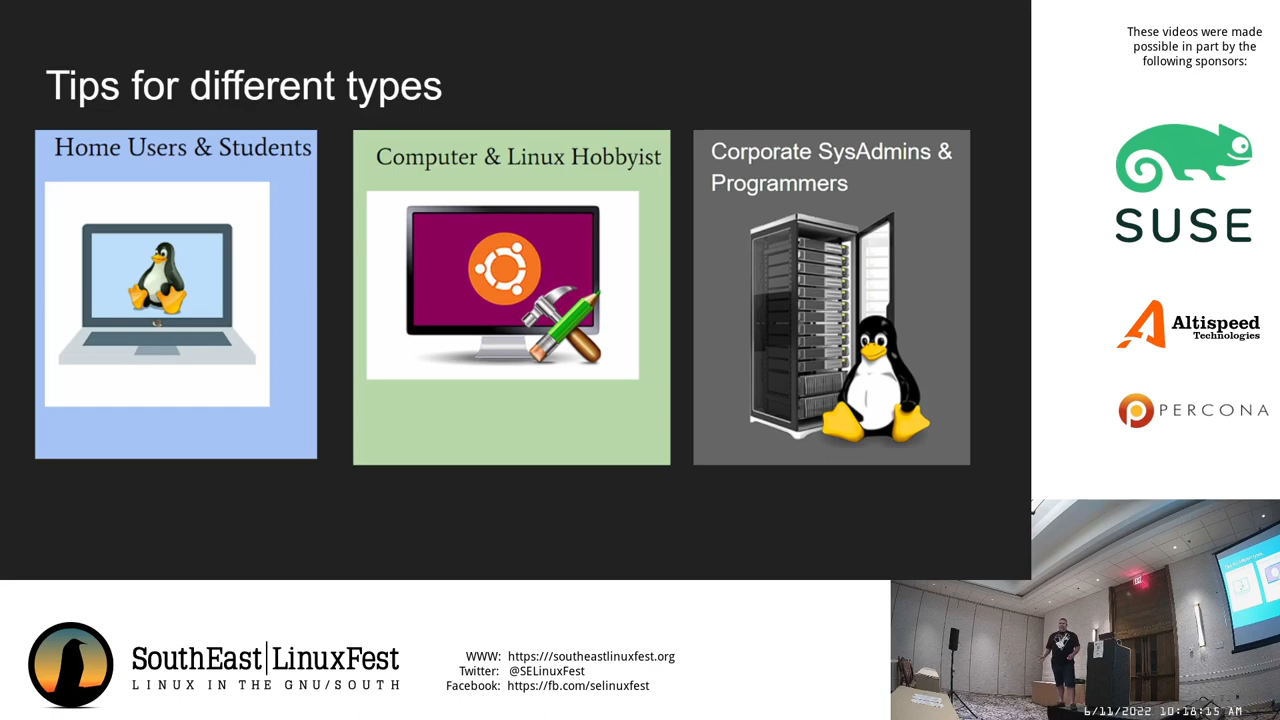 Tips for different types
Home Users & Students
Computer & Linux Hobbyist
Corporate SysAdmins &
Programmers
These videos were made
possible in part by the
following sponsors:
SUSE
Altispeed
Technologies
PERCONA
SouthEast|LinuxFest
LINUX IN THE GNU/SOUTH
WWW: https:///southeastlinuxfest.org
Twitter: @SELinuxFest
Facebook: https://fb.com/selinuxfest
6/11/2022 10:18:15 AM